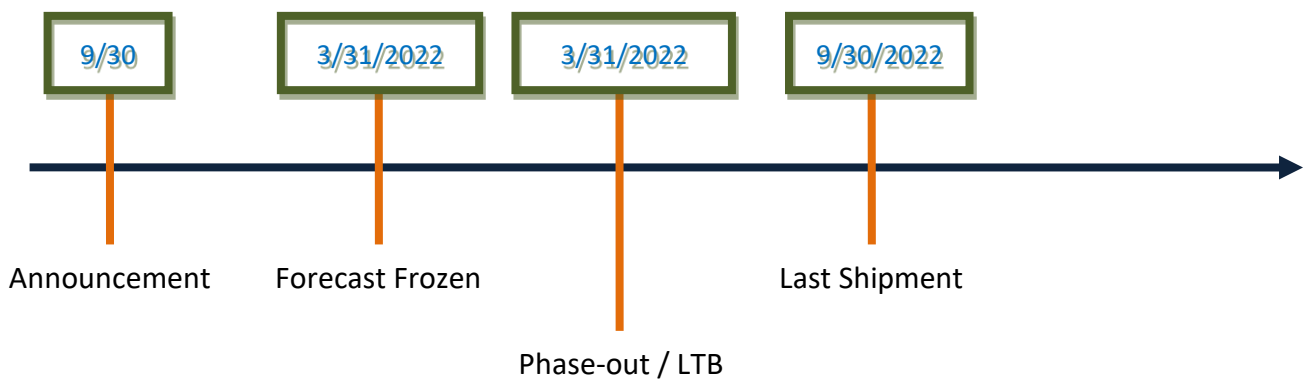 9/30
3/31/2022
3/31/2022
9/30/2022
Announcement
Forecast Frozen
Last Shipment
Phase-out / LTB